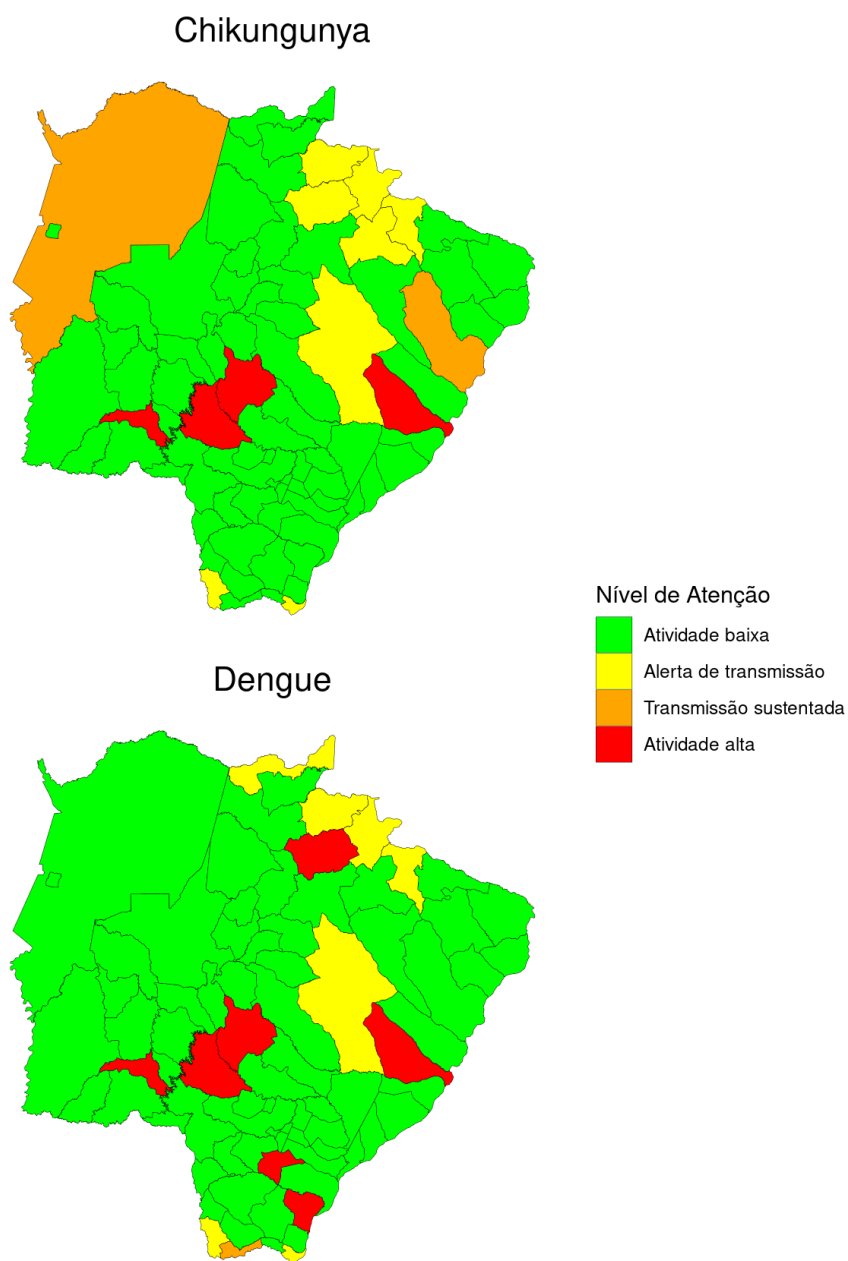 Chikungunya
Nível de Atenção
Atividade baixa
Alerta de transmissão
Transmissão sustentada
Atividade alta
Dengue